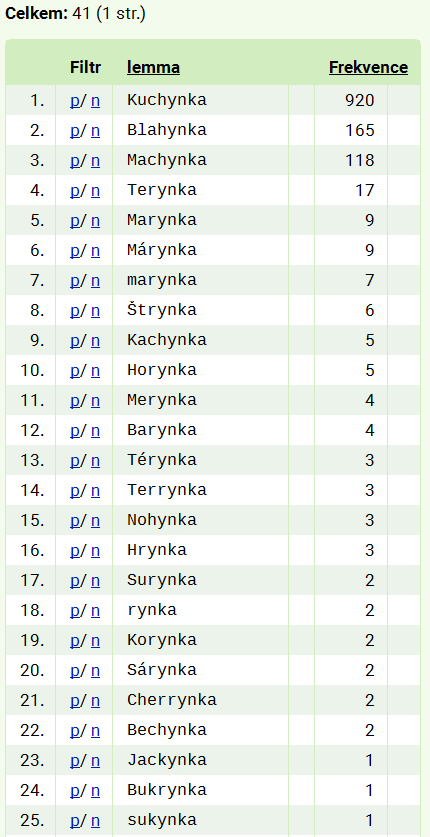 Celkem: 41 (1 str.)
Filtr lemma Frekvence
1. p/ n Kuchynka 920
2. p/ n Blahynka 165
3. p/ n Machynka 118
4. p/ n Terynka 17
5. p/ n Marynka 9
6. p/ n Márynka 9
7. p/ n marynka 7
8. p/ n Štrynka 6
9. p/ n Kachynka 5
10. p/ n Horynka 5
11. p/ n Merynka 4
12. p/ n Barynka 4
13. p/ n Térynka 3
14. p/ n Terrynka 3
15. p/ n Nohynka 3
16. p/ n Hrynka 3
17. p/ n Surynka 2
18. p/ n rynka 2
19. p/ n Korynka 2
20. p/ n Sárynka 2
21. p/ n Cherrynka 2
22. p/ n Bechynka 2
23. p/ n Jackynka 1
24. p/ n Bukrynka 1
25. p/ n sukynka 1